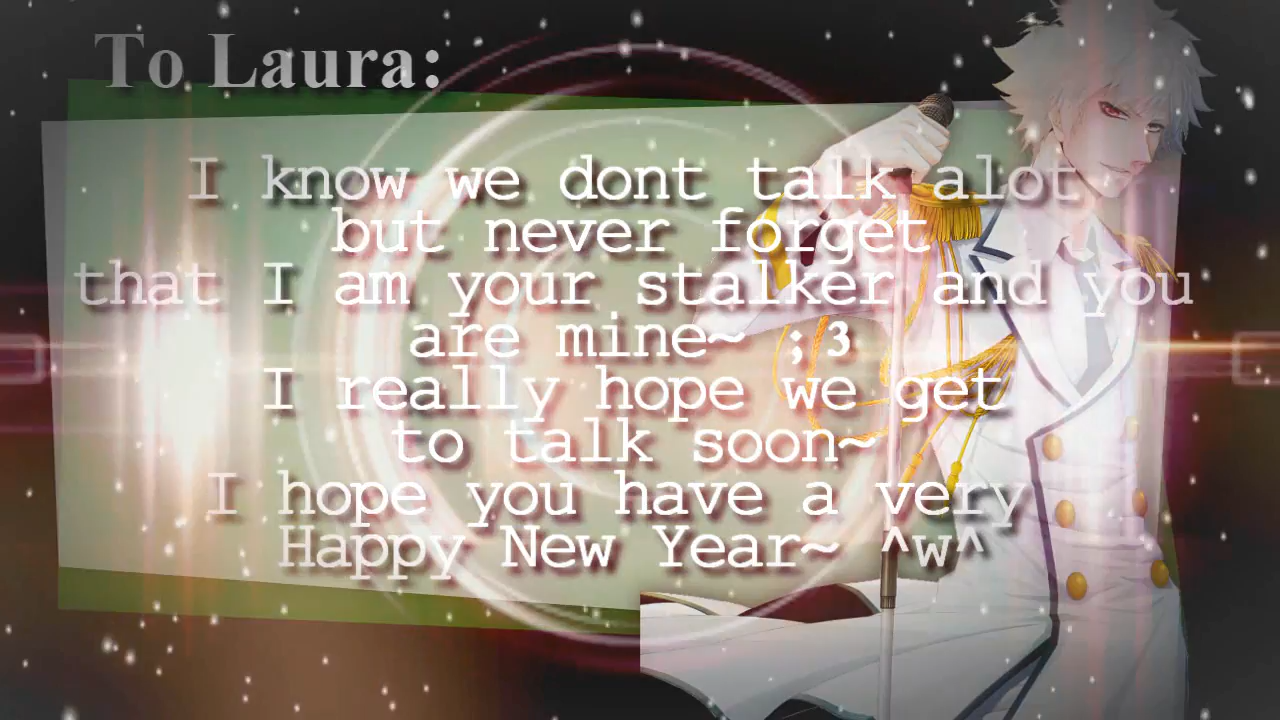 To Laura:
I know we dont talk alot
but never forget
that I am your stalker and you
are mine~ ;3
I really hope we get
to talk soon~
I hope you have a very
Happy New Year~ ^w^